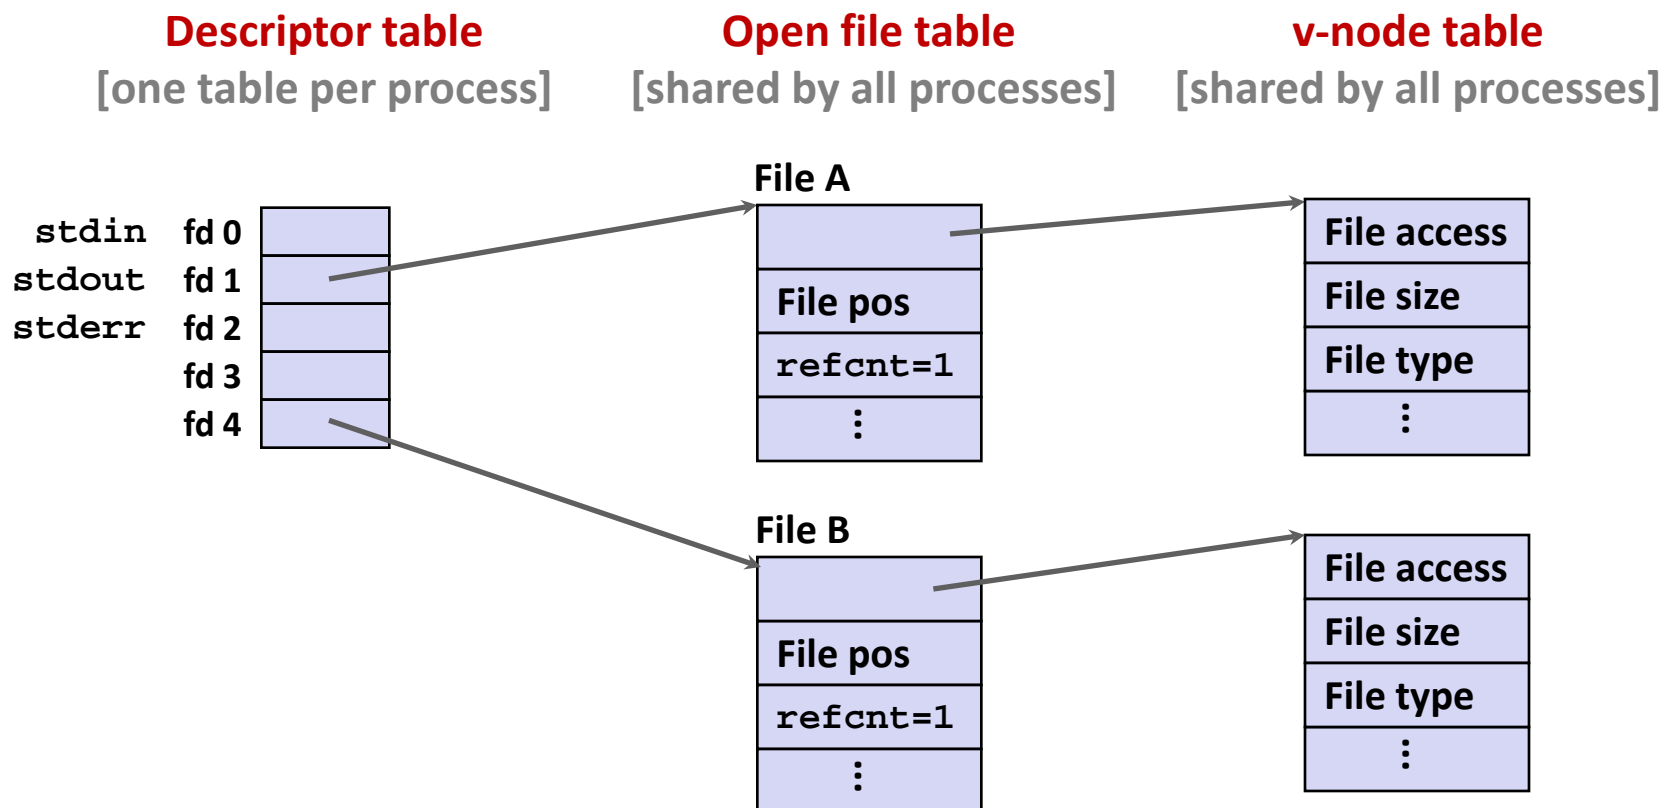 Descriptor table
[one table per process]
Open file table
[shared by all processes]
v-node table
[shared by all processes]
stdin fd 0
stdout fd 1
stderr fd 2
fd 3
fd 4
File A
File pos
refcnt=1
⋮
File access
File size
File type
⋮
File B
File pos
refcnt=1
⋮
File access
File size
File type
⋮